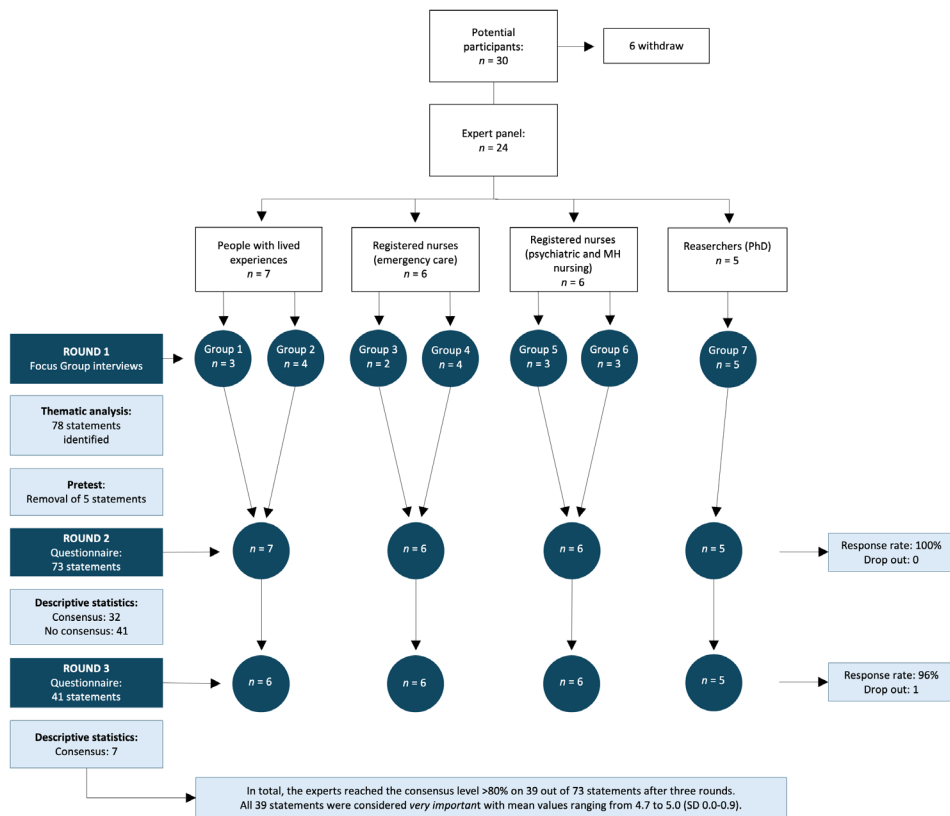 Potential
participants:
n = 30
6 withdraw
Expert panel:
n = 24
People with lived
experiences
n = 7
Registered nurses
(emergency care)
n = 6
Registered nurses
(psychiatric and MH
nursing)
n = 6
Reaserchers (PhD)
n = 5
ROUND 1
Focus Group interviews
Group 1
n = 3
Group 2
n = 4
Group 3
n = 2
Group 4
n = 4
Group 5
n = 3
Group 6
n = 3
Group 7
n = 5
Thematic analysis:
78 statements
identified
Pretest:
Removal of 5 statements
ROUND 2
Questionnaire:
73 statements
n = 7
n = 6
n = 6
n = 5
Response rate: 100%
Drop out: 0
Descriptive statistics:
Consensus: 32
No consensus: 41
ROUND 3
Questionnaire:
41 statements
n = 6
n = 6
n = 6
n = 5
Response rate: 96%
Drop out: 1
Descriptive statistics:
Consensus: 7
In total, the experts reached the consensus level >80% on 39 out of 73 statements after three rounds.
All 39 statements were considered very important with mean values ranging from 4.7 to 5.0 (SD 0.0-0.9).